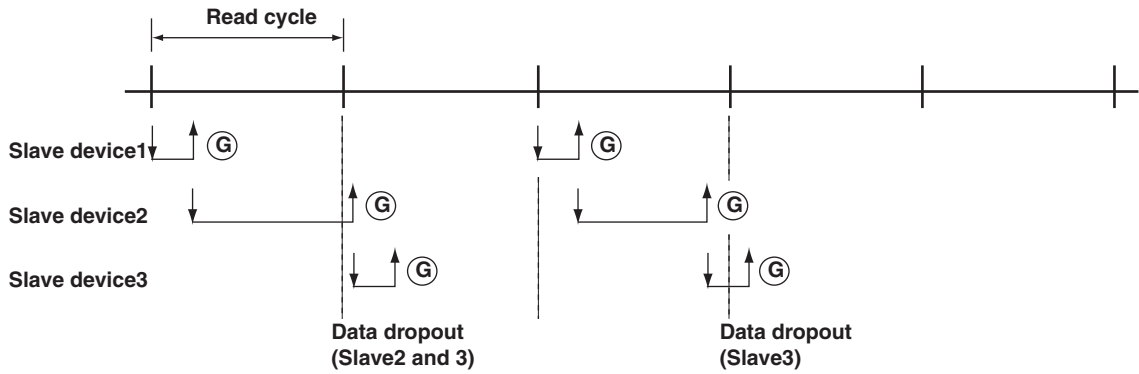 Read cycle
Slave device1 G G
Slave device2 G G
Slave device3 G G
Data dropout
(Slave2 and 3)
Data dropout
(Slave3)